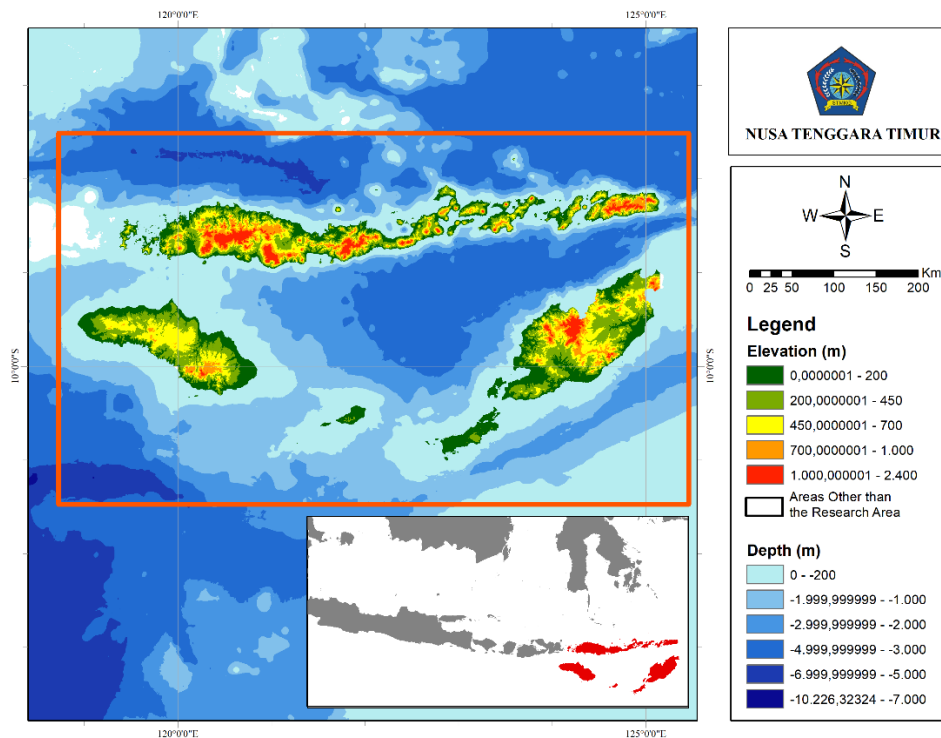 120°0'0"E
125°0'0"E
10°0'0"S
10°0'0"S
120°0'0"E
125°0'0"E
STMKG
NUSA TENGGARA TIMUR
N
W
E
S
Km
0 25 50 100 150 200
Legend
Elevation (m)
0,0000001 - 200
200,0000001 - 450
450,0000001 - 700
700,0000001 - 1.000
1.000,000001 - 2.400
Areas Other than
the Research Area
Depth (m)
0 - -200
-1.999,999999 - -1.000
-2.999,999999 - -2.000
-4.999,999999 - -3.000
-6.999,999999 - -5.000
-10.226,32324 - -7.000